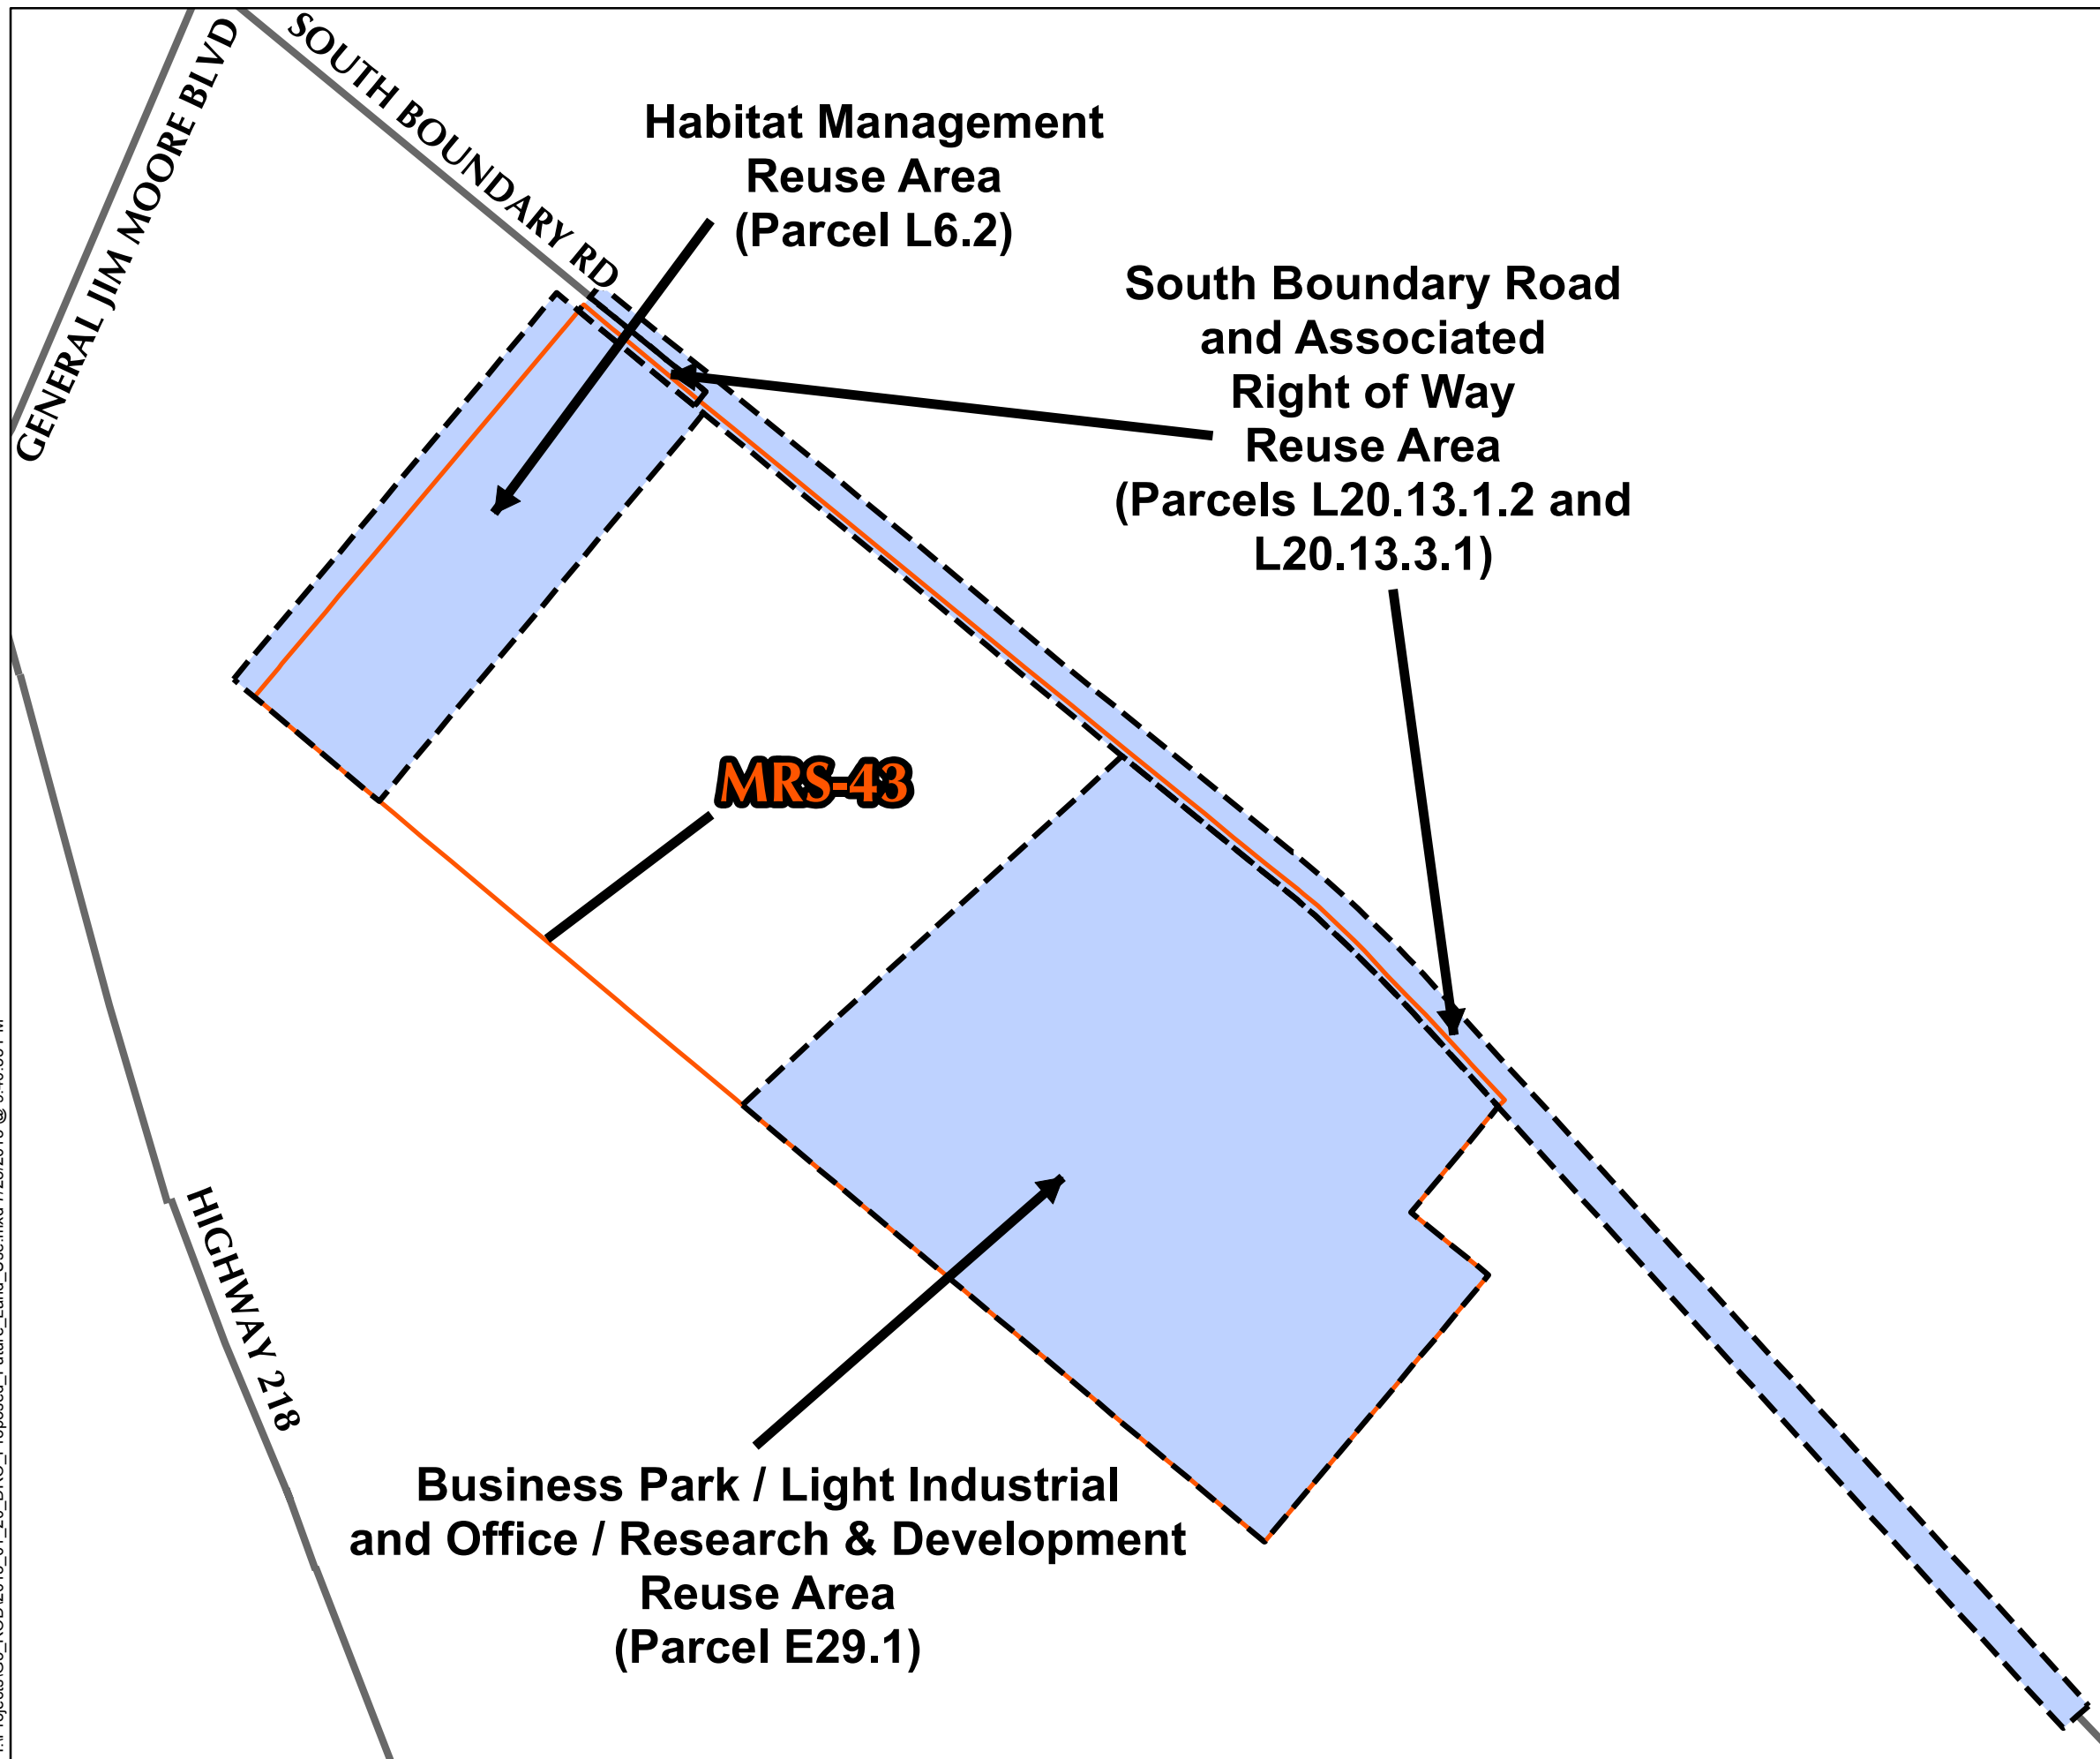 GENERAL JIM MOORE BLVD
SOUTH BOUNDARY RD
Habitat Management
Reuse Area
(Parcel L6.2)
South Boundary Road
and Associated
Right of Way
Reuse Area
(Parcels L20.13.1.2 and
L20.13.3.1)
MRS-43
HIGHWAY 218
Business Park / Light Industrial
and Office / Research & Development
Reuse Area
(Parcel E29.1)